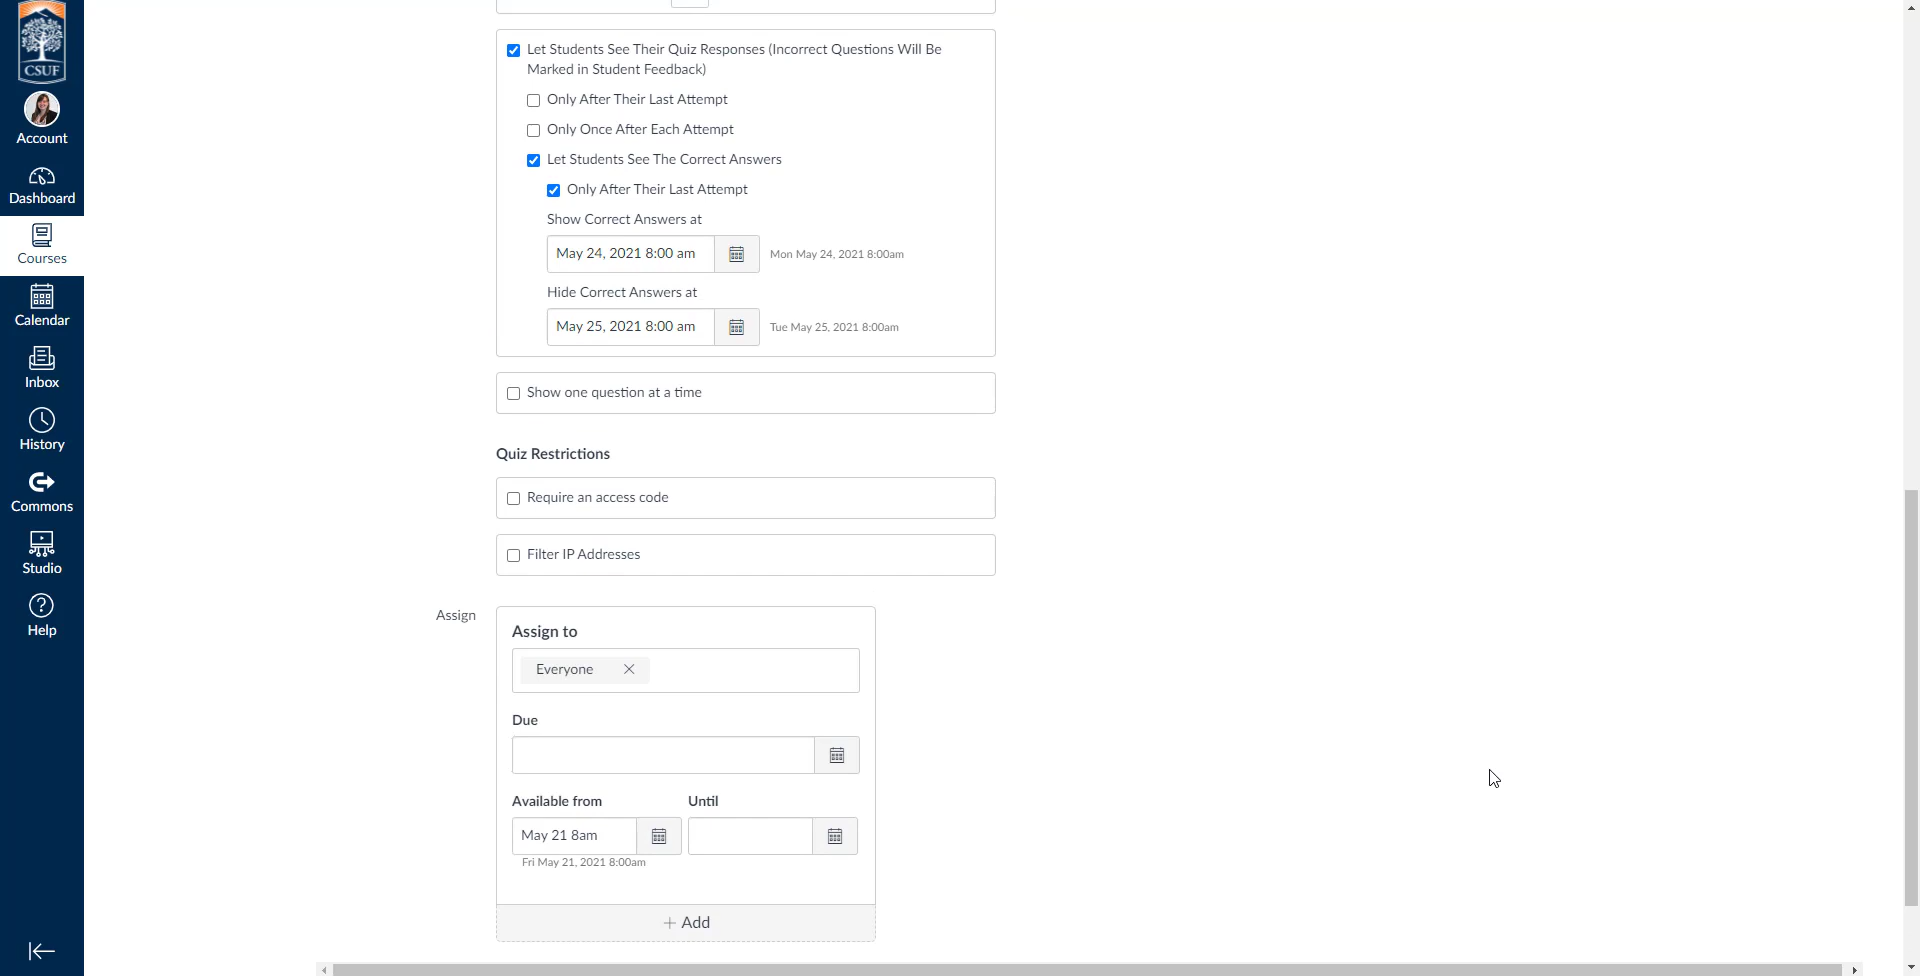 CSUF
Account
Dashboard
Courses
Calendar
Inbox
History
Commons
Studio
Help
Let Students See Their Quiz Responses (Incorrect Questions Will Be
Marked in Student Feedback)
Only After Their Last Attempt
Only Once After Each Attempt
Let Students See The Correct Answers
Only After Their Last Attempt
Show Correct Answers at
May 24, 2021 8:00 am
Mon May 24, 2021 8:00am
Hide Correct Answers at
May 25, 2021 8:00 am
Tue May 25, 2021 8:00am
Show one question at a time
Quiz Restrictions
Require an access code
Filter IP Addresses
Assign
Assign to
Everyone
Due
Available from
Until
May 21 8am
Fri May 21, 2021 8:00am
+ Add